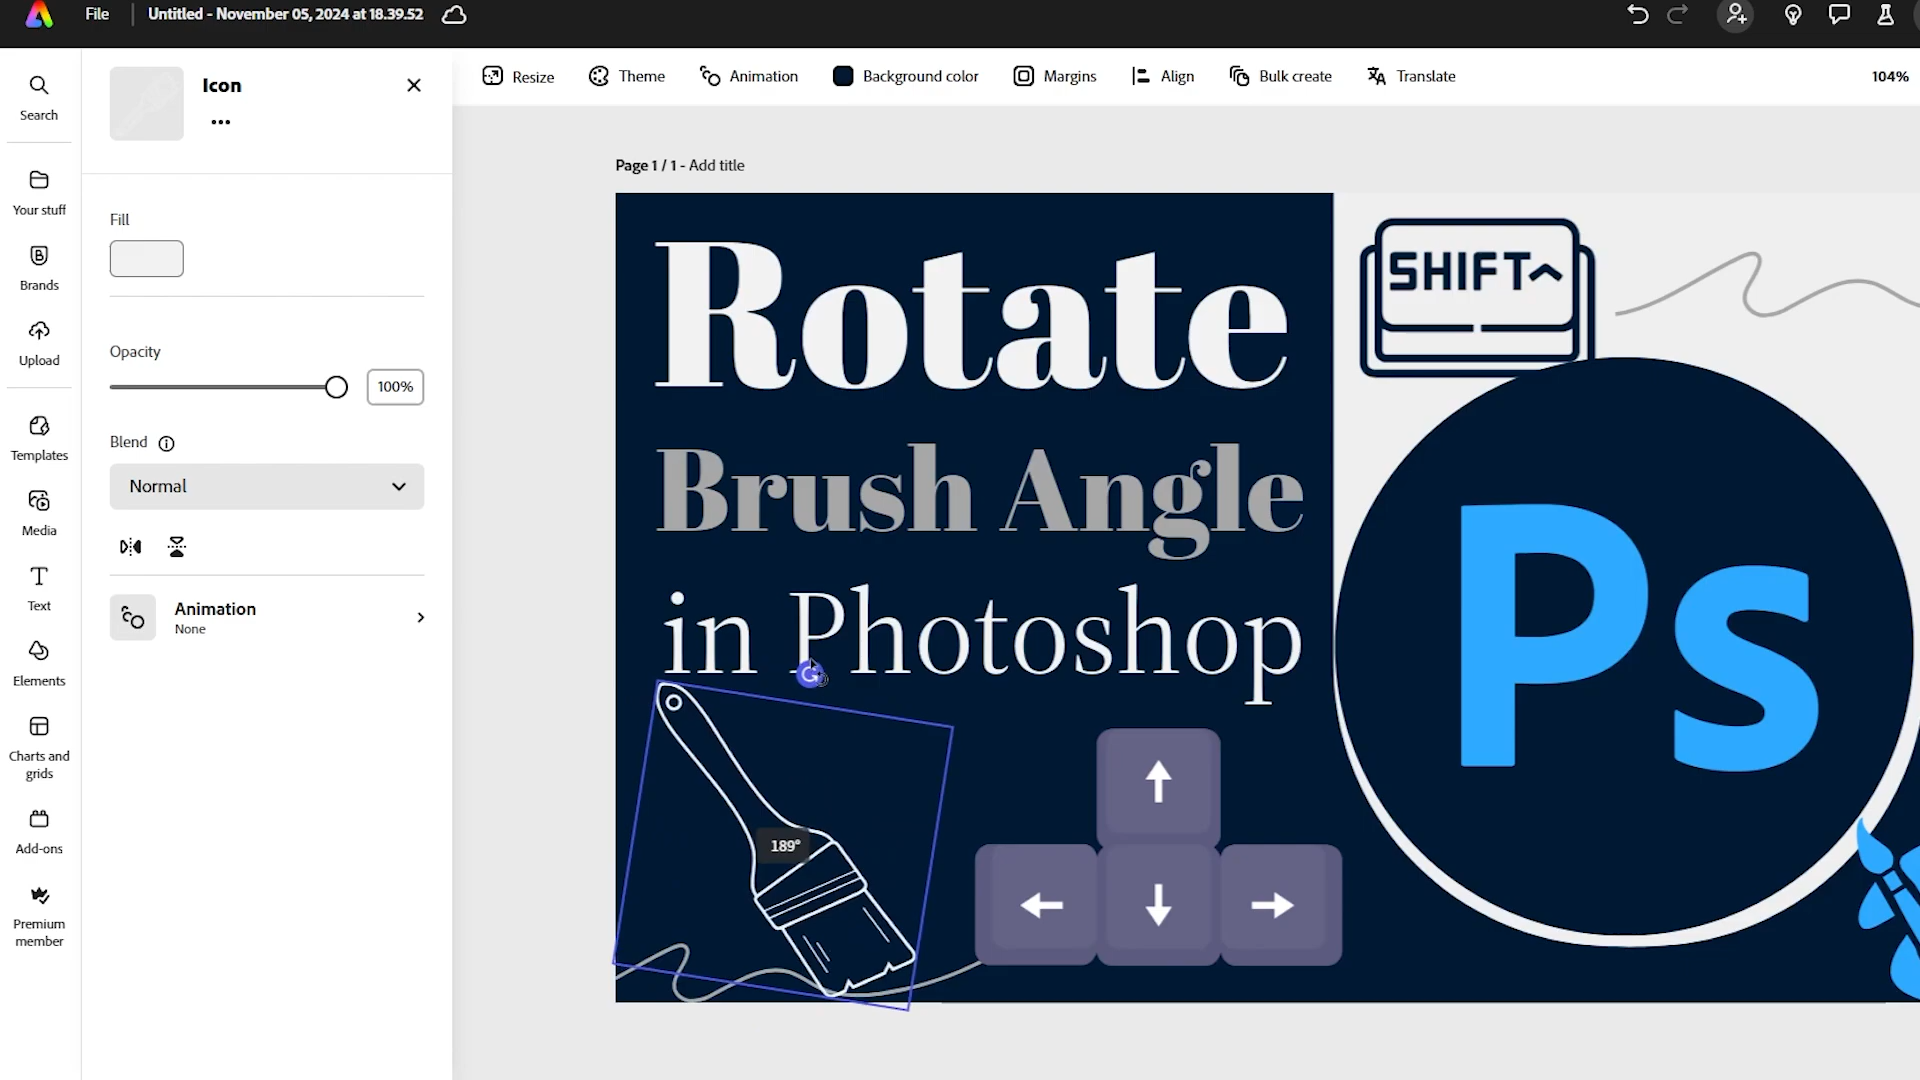 File
Untitled - November 05, 2024 at 18.39.52
Search
Your stuff
Brands
Upload
Templates
Media
Text
Elements
Charts and
grids
Add-ons
Premium
member
Icon
Fill
Opacity
100%
Blend
Normal
Animation
None
Resize
Theme
Animation
Background color
Margins
Align
Bulk create
Translate
104%
Page 1 / 1 - Add title
Rotate
Brush Angle
in Photoshop
189°
SHIFT
Ps